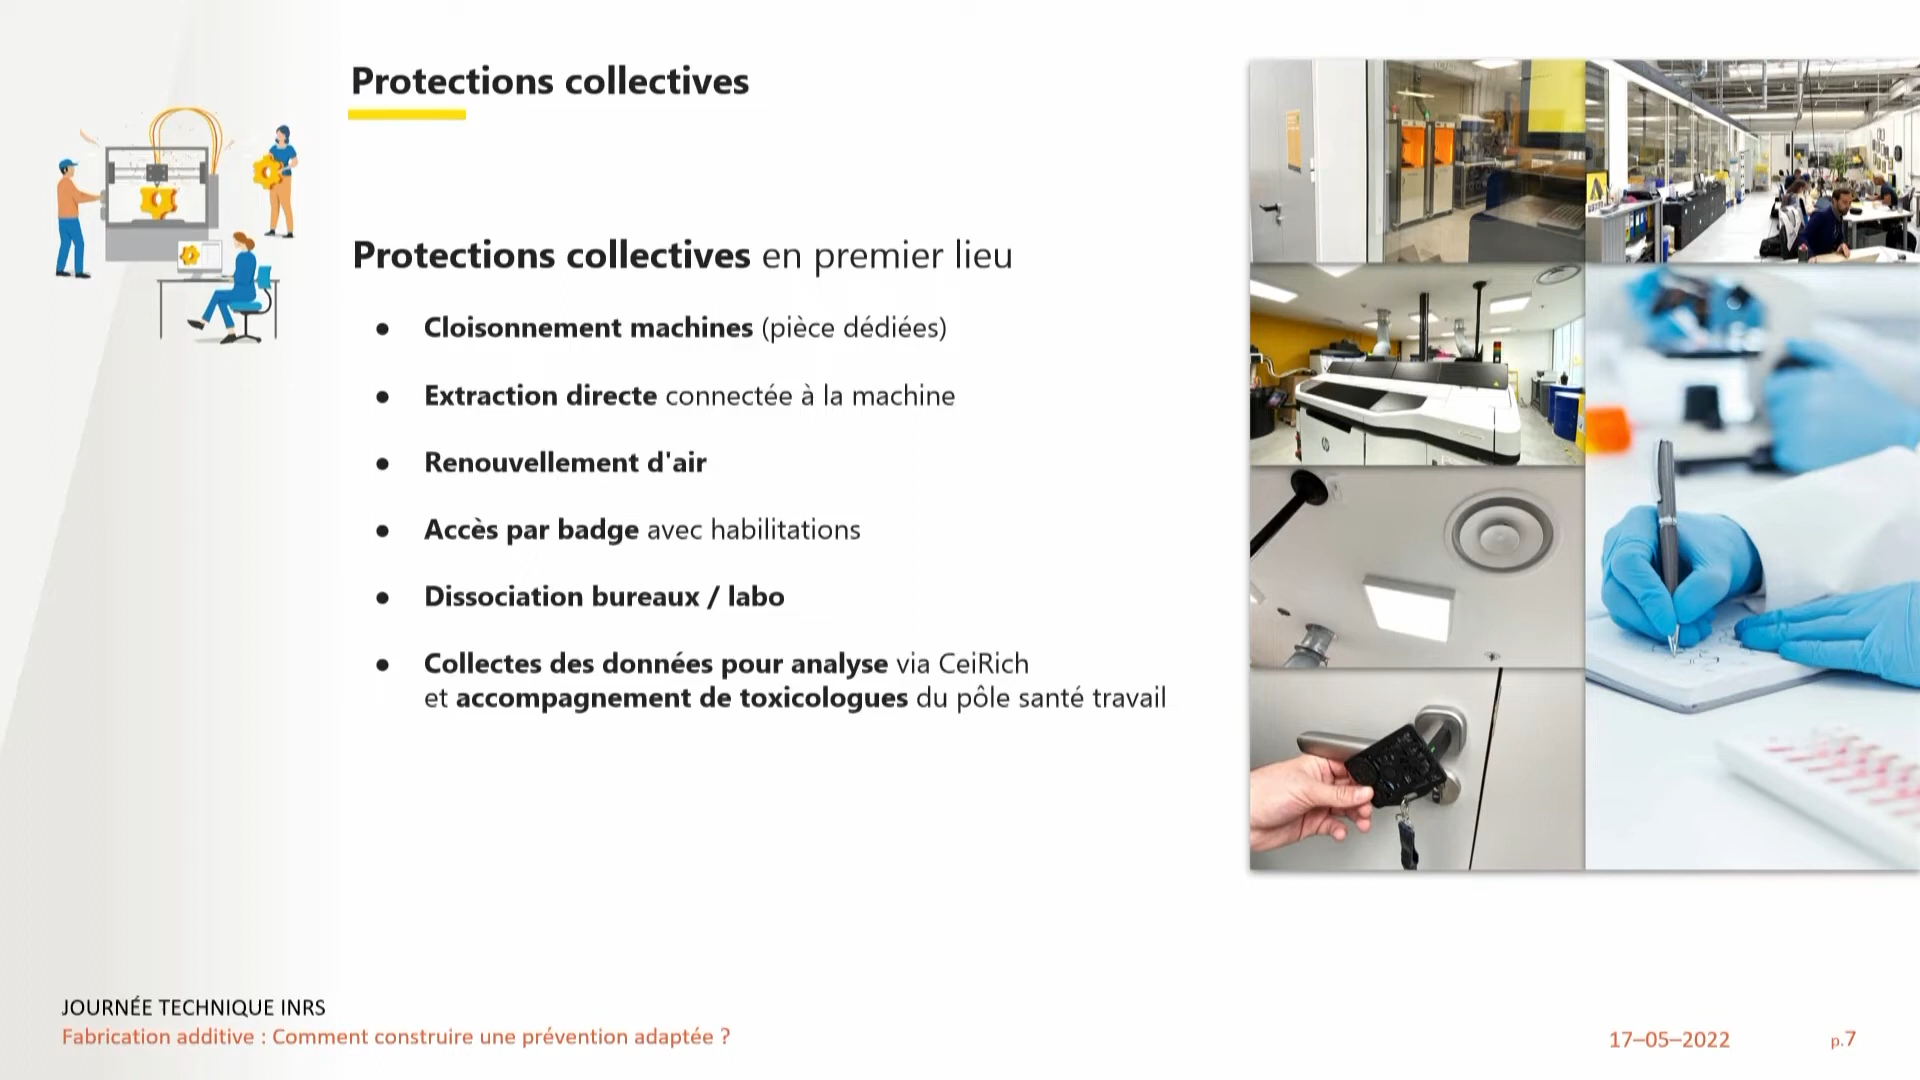 Protections collectives
Protections collectives en premier lieu
● Cloisonnement machines (pièce dédiées)
● Extraction directe connectée à la machine
● Renouvellement d'air
● Accès par badge avec habilitations
● Dissociation bureaux / labo
● Collectes des données pour analyse via CeiRich
et accompagnement de toxicologues du pôle santé travail
JOURNÉE TECHNIQUE INRS
Fabrication additive : Comment construire une prévention adaptée ?
17–05–2022
p.7